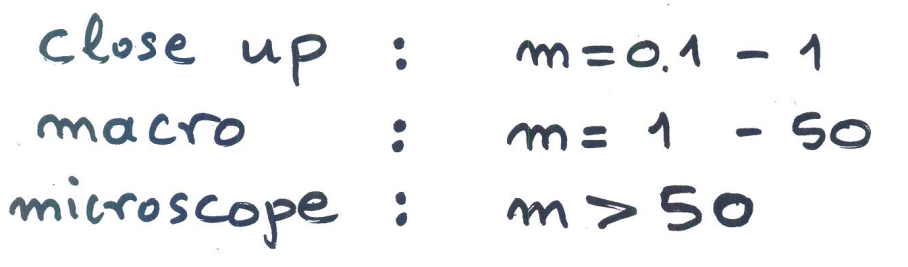 close up : m = 0.1 - 1
macro : m = 1 - 50
microscope : m > 50